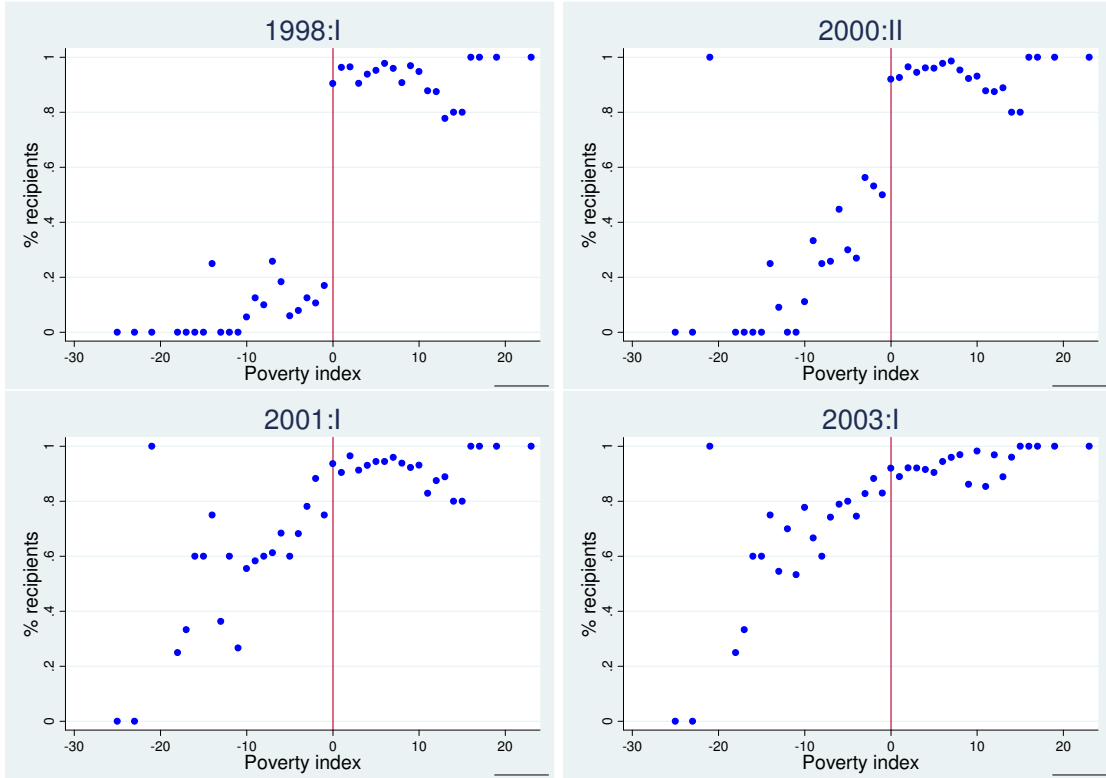 1998:I
% recipients
0 .2 .4 .6 .8 1
-30 -20 -10 0 10 20
Poverty index
2000:II
% recipients
0 .2 .4 .6 .8 1
-30 -20 -10 0 10 20
Poverty index
2001:I
% recipients
0 .2 .4 .6 .8 1
-30 -20 -10 0 10 20
Poverty index
2003:I
% recipients
0 .2 .4 .6 .8 1
-30 -20 -10 0 10 20
Poverty index